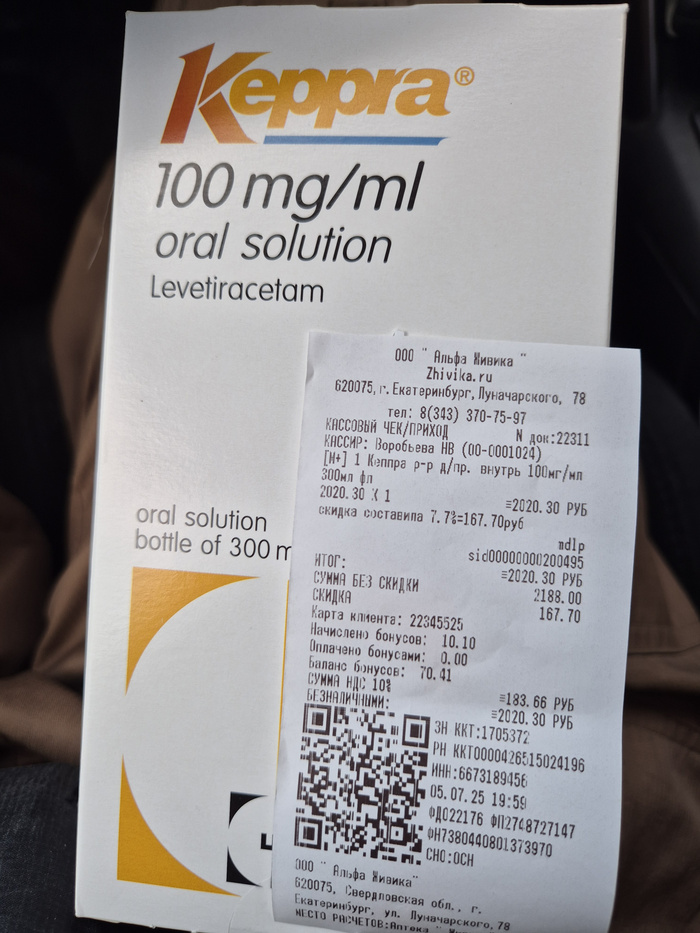 Keppra®
100 mg/ml
oral solution
Levetiracetam
oral solution
bottle of 300 m
ООО " Альфа Живика "
Zhivika.ru
620075, г. Екатеринбург, Луначарского, 78
тел: 8(343) 370-75-97
КАССОВЫЙ ЧЕК/ПРИХОД N док:22311
КАССИР: Воробьева НВ (00-0001024)
[М+] 1 Кеппра р-р д/пр. внутрь 100мг/мл
300мл фл
2020.30 X 1 =2020.30 РУБ
скидка составила 7.7%=167.70руб
mdlp
sid00000000200495
ИТОГ: =2020.30 РУБ
СУММА БЕЗ СКИДКИ 2188.00
СКИДКА 167.70
Карта клиента: 22345525
Начислено бонусов: 10.10
Оплачено бонусами: 0.00
Баланс бонусов: 70.41
СУММА НДС 10% =183.66 РУБ
БЕЗНАЛИЧНЫМИ: =2020.30 РУБ
ЗН ККТ:1705372
РН ККТ0000426515024196
ИНН:6673189456
05.07.25 19:59
ФД022176 ФП2748727147
ФН7380440801373970
СНО:ОСН
ООО " Альфа Живика"
620075, Свердловская обл., г.
Екатеринбург, ул. Луначарского, 78
МЕСТО РАСЧЕТОВ:Аптека "